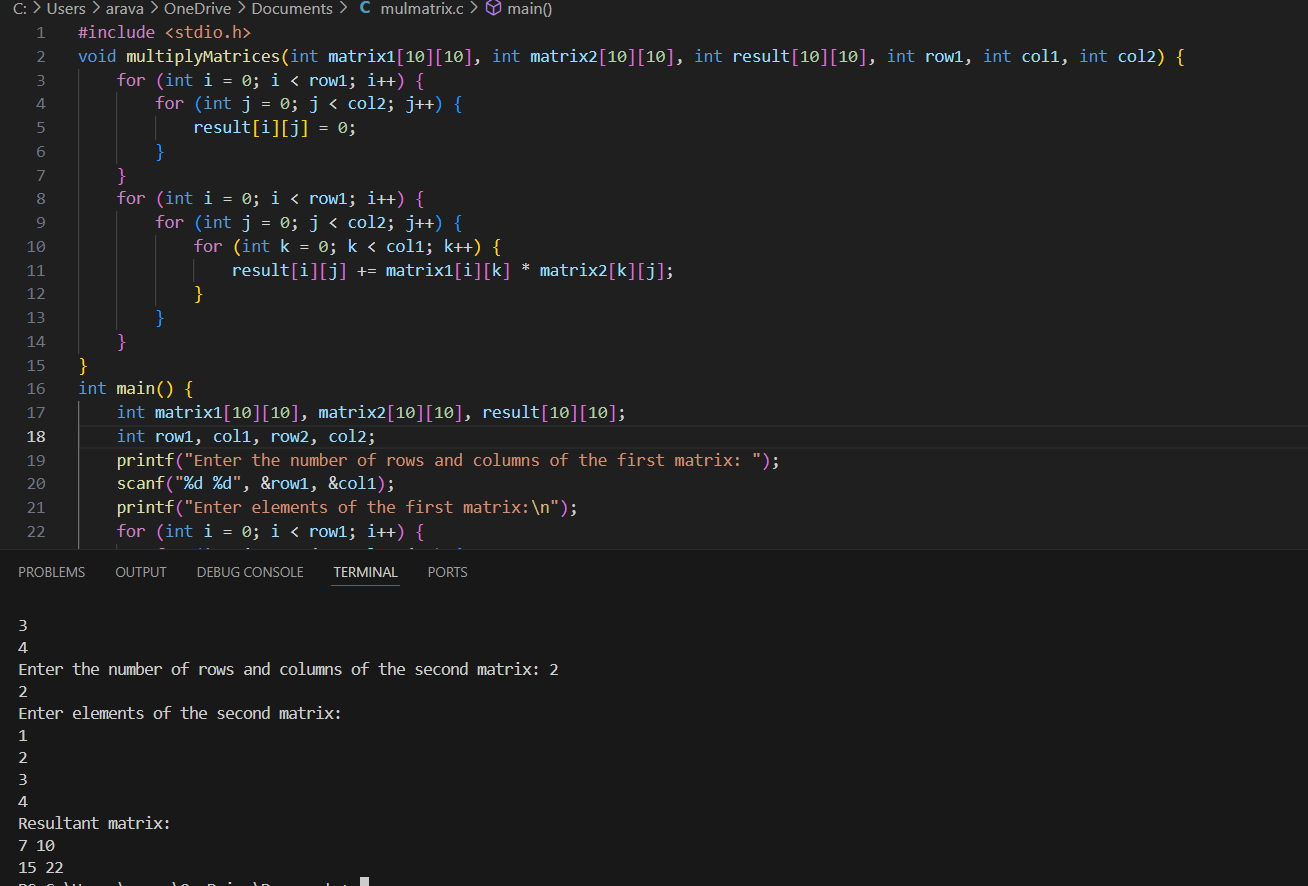 C: > Users > arava > OneDrive > Documents > C mulmatrix.c > main()
1 #include <stdio.h>
2 void multiplyMatrices(int matrix1[10][10], int matrix2[10][10], int result[10][10], int row1, int col1, int col2) {
3     for (int i = 0; i < row1; i++) {
4         for (int j = 0; j < col2; j++) {
5             result[i][j] = 0;
6         }
7     }
8     for (int i = 0; i < row1; i++) {
9         for (int j = 0; j < col2; j++) {
10             for (int k = 0; k < col1; k++) {
11                 result[i][j] += matrix1[i][k] * matrix2[k][j];
12             }
13         }
14     }
15 }
16 int main() {
17     int matrix1[10][10], matrix2[10][10], result[10][10];
18     int row1, col1, row2, col2;
19     printf("Enter the number of rows and columns of the first matrix: ");
20     scanf("%d %d", &row1, &col1);
21     printf("Enter elements of the first matrix:\n");
22     for (int i = 0; i < row1; i++) {
PROBLEMS OUTPUT DEBUG CONSOLE TERMINAL PORTS
3
4
Enter the number of rows and columns of the second matrix: 2
2
Enter elements of the second matrix:
1
2
3
4
Resultant matrix:
7 10
15 22